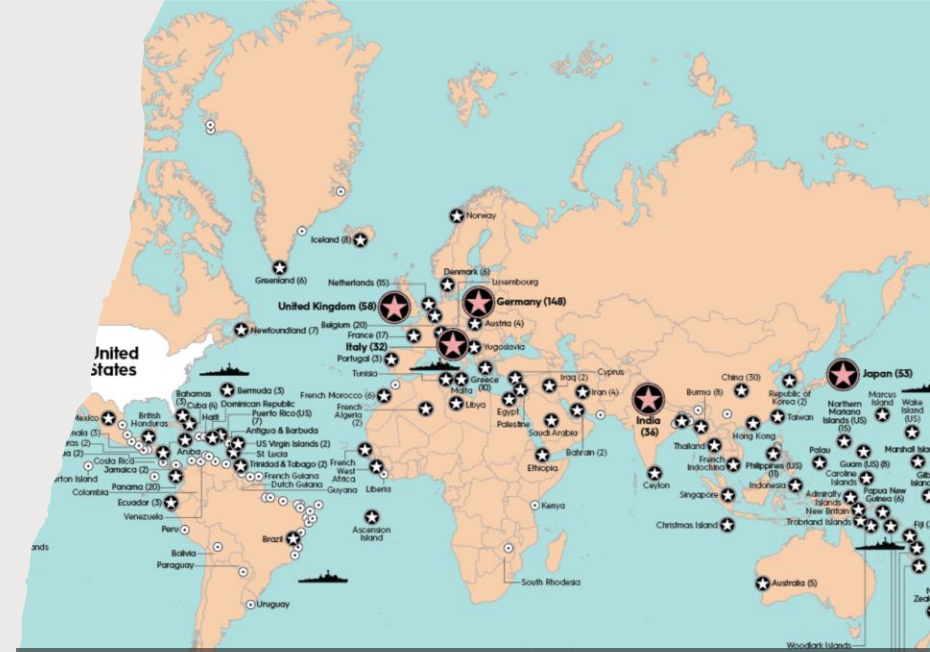 Norway
Iceland (8)
Greenland (6)
Denmark (6)
Netherlands (15)
Luxembourg
United Kingdom (58)
Germany (148)
Belgium (20)
Austria (4)
Newfoundland (7)
France (17)
Italy (32)
Yugoslavia
United
States
Portugal (3)
Tunisia
Greece
(10)
Cyprus
Iraq (2)
China (30)
Japan (53)
Bermuda (3)
Malta
Iran (4)
Burma (8)
Republic of
Korea (2)
Bahamas
(3)
Cuba (4)
Dominican Republic
French Morocco (6)
Libya
Egypt
Northern
Mariana
Islands (US)
(15)
Marcus
Island
Wake
Island
(US)
Mexico
British
Honduras
Haiti
Puerto Rico(US)
(7)
French
Algeria
(2)
Palestine
Saudi Arabia
India
(36)
Taiwan
Antigua & Barbuda
Hong Kong
US Virgin Islands (2)
Thailand
Aruba
St. Lucia
French
West
Africa
Bahrain (2)
French
Indochina
Philippines (US)
(11)
Palau
Guam (US) (8)
Costa Rica
Trinidad & Tabago (2)
Ethiopia
Ceylon
Jamaica (2)
French Guiana
Dutch Guiana
Caroline
Islands
Panama (20)
Guyana
Liberia
Indonesia
Papua New
Guinea (6)
Colombia
Singapore
Admiralty
Islands
Ecuador (3)
Kenya
New Britain
Venezuela
Trobriand Islands
Peru
Ascension
Island
Christmas Island
Brazil
Bolivia
Paraguay
South Rhodesia
Australia (5)
Uruguay
Woodlark Islands